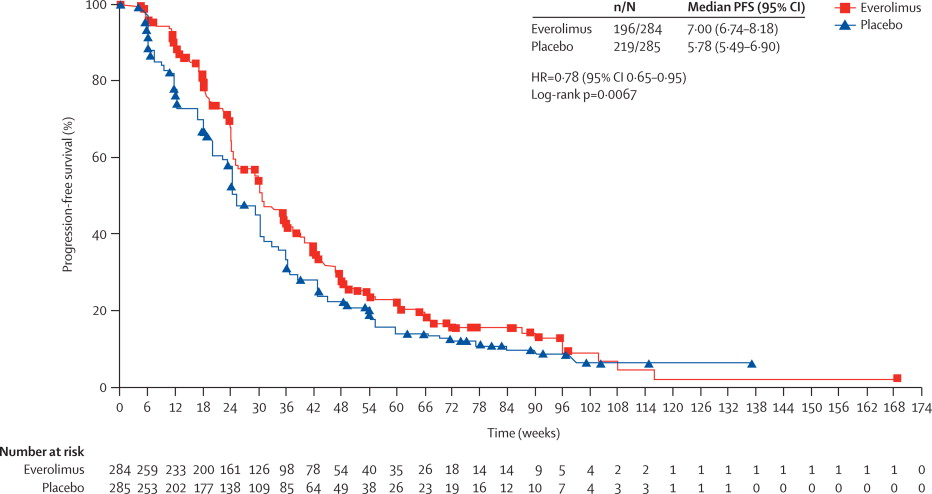 n/N Median PFS (95% CI)
Everolimus 196/284 7·00 (6·74–8·18)
Placebo 219/285 5·78 (5·49–6·90)
HR=0·78 (95% CI 0·65–0·95)
Log-rank p=0·0067
Everolimus
Placebo
Progression-free survival (%)
100
80
60
40
20
0
0 6 12 18 24 30 36 42 48 54 60 66 72 78 84 90 96 102 108 114 120 126 132 138 144 150 156 162 168 174
Time (weeks)
Number at risk
Everolimus 284 259 233 200 161 126 98 78 54 40 35 26 18 14 14 9 5 4 2 2 1 1 1 1 1 1 1 1 1 0
Placebo 285 253 202 177 138 109 85 64 49 38 26 23 19 16 12 10 7 4 3 3 1 1 1 0 0 0 0 0 0 0